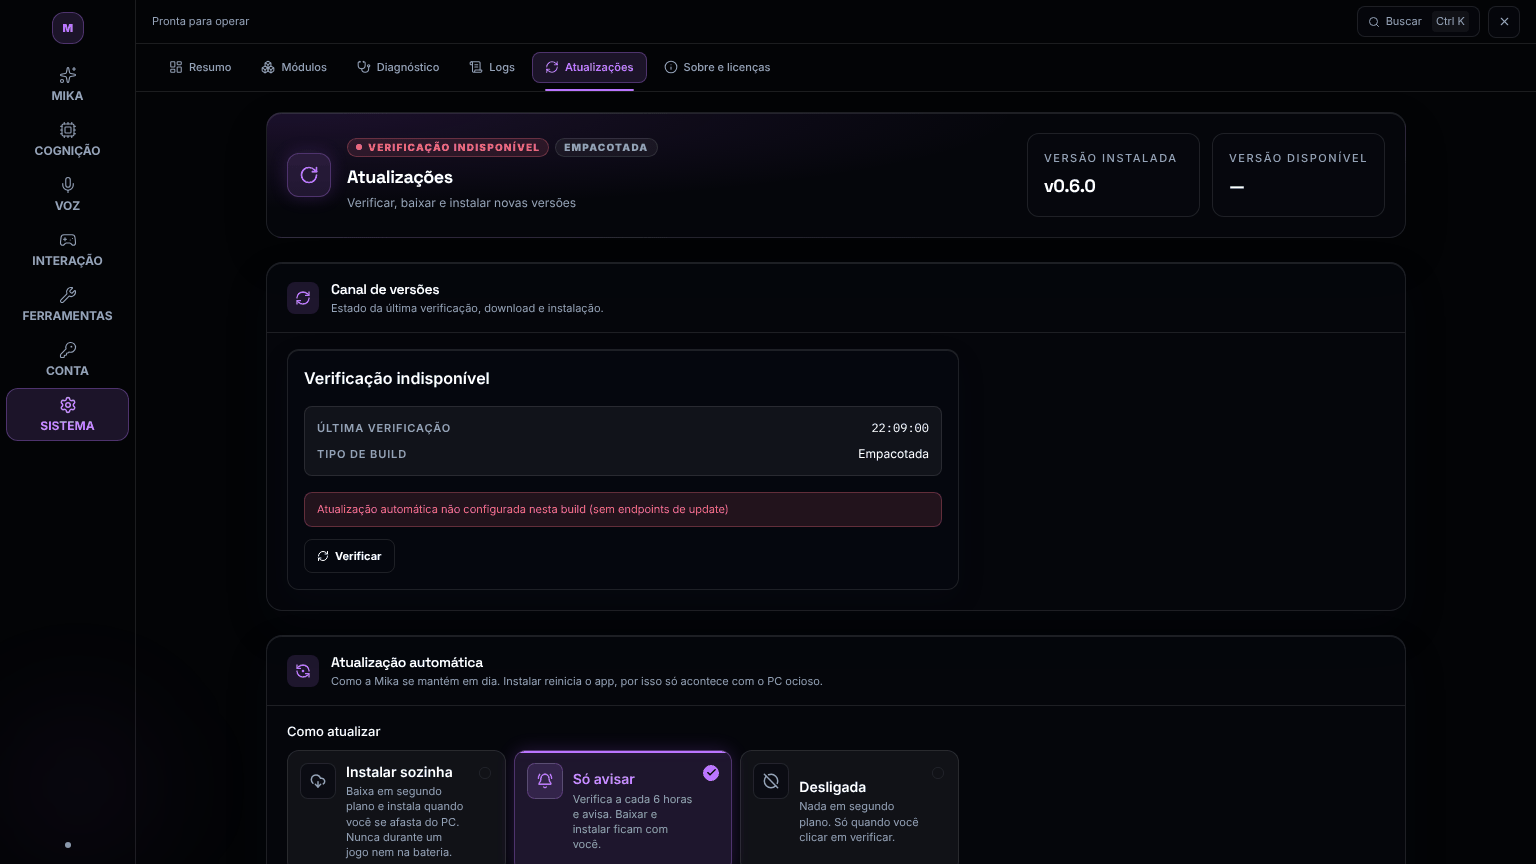 M
MIKA
COGNIÇÃO
VOZ
INTERAÇÃO
FERRAMENTAS
CONTA
SISTEMA
Pronta para operar
Buscar Ctrl K
Resumo Módulos Diagnóstico Logs Atualizações Sobre e licenças
VERIFICAÇÃO INDISPONÍVEL EMPACOTADA
Atualizações
Verificar, baixar e instalar novas versões
VERSÃO INSTALADA
v0.6.0
VERSÃO DISPONÍVEL
—
Canal de versões
Estado da última verificação, download e instalação.
Verificação indisponível
ÚLTIMA VERIFICAÇÃO 22:09:00
TIPO DE BUILD Empacotada
Atualização automática não configurada nesta build (sem endpoints de update)
Verificar
Atualização automática
Como a Mika se mantém em dia. Instalar reinicia o app, por isso só acontece com o PC ocioso.
Como atualizar
Instalar sozinha
Baixa em segundo
plano e instala quando
você se afasta do PC.
Nunca durante um
jogo nem na bateria.
Só avisar
Verifica a cada 6 horas
e avisa. Baixar e
instalar ficam com
você.
Desligada
Nada em segundo
plano. Só quando você
clicar em verificar.